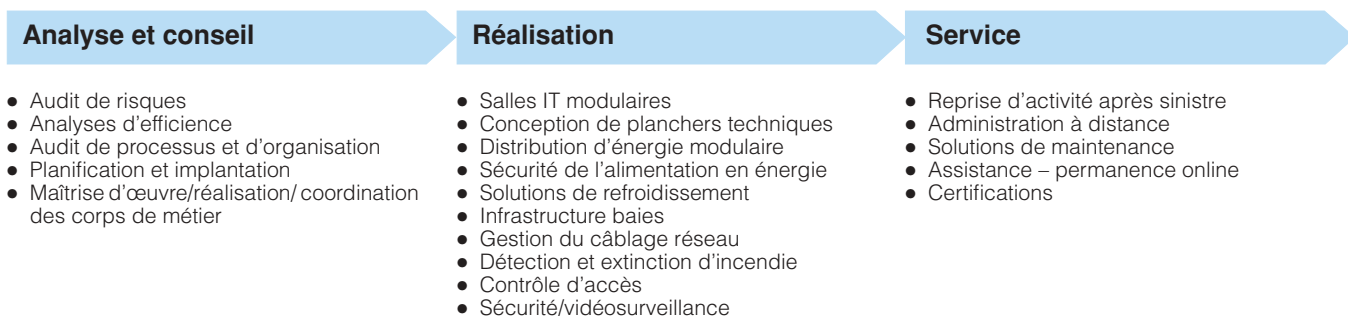 Analyse et conseil
● Audit de risques
● Analyses d'efficience
● Audit de processus et d'organisation
● Planification et implantation
● Maîtrise d'œuvre/réalisation/ coordination
des corps de métier
Réalisation
● Salles IT modulaires
● Conception de planchers techniques
● Distribution d'énergie modulaire
● Sécurité de l'alimentation en énergie
● Solutions de refroidissement
● Infrastructure baies
● Gestion du câblage réseau
● Détection et extinction d'incendie
● Contrôle d'accès
● Sécurité/vidéosurveillance
Service
● Reprise d'activité après sinistre
● Administration à distance
● Solutions de maintenance
● Assistance – permanence online
● Certifications